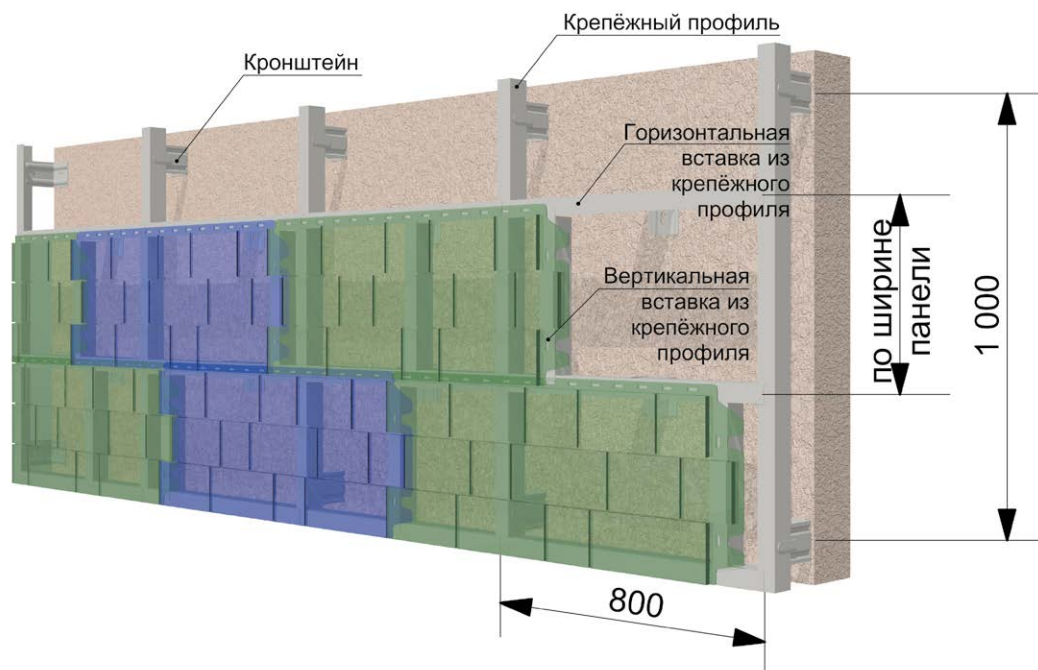 Крепёжный профиль
Кронштейн
Горизонтальная
вставка из
крепёжного
профиля
Вертикальная
вставка из
крепёжного
профиля
по ширине
панели
1 000
800